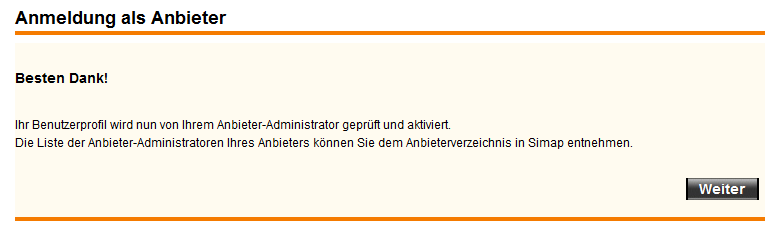 Anmeldung als Anbieter
Besten Dank!
Ihr Benutzerprofil wird nun von Ihrem Anbieter-Administrator geprüft und aktiviert.
Die Liste der Anbieter-Administratoren Ihres Anbieters können Sie dem Anbieterverzeichnis in Simap entnehmen.
Weiter